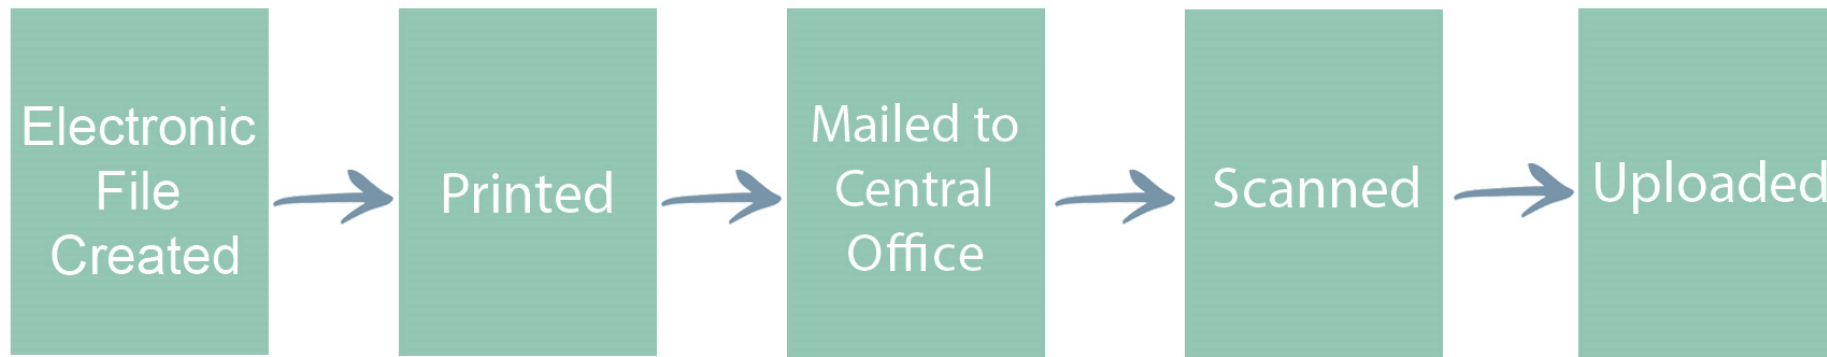 Electronic
File
Created
Printed
Mailed to
Central
Office
Scanned
Uploaded